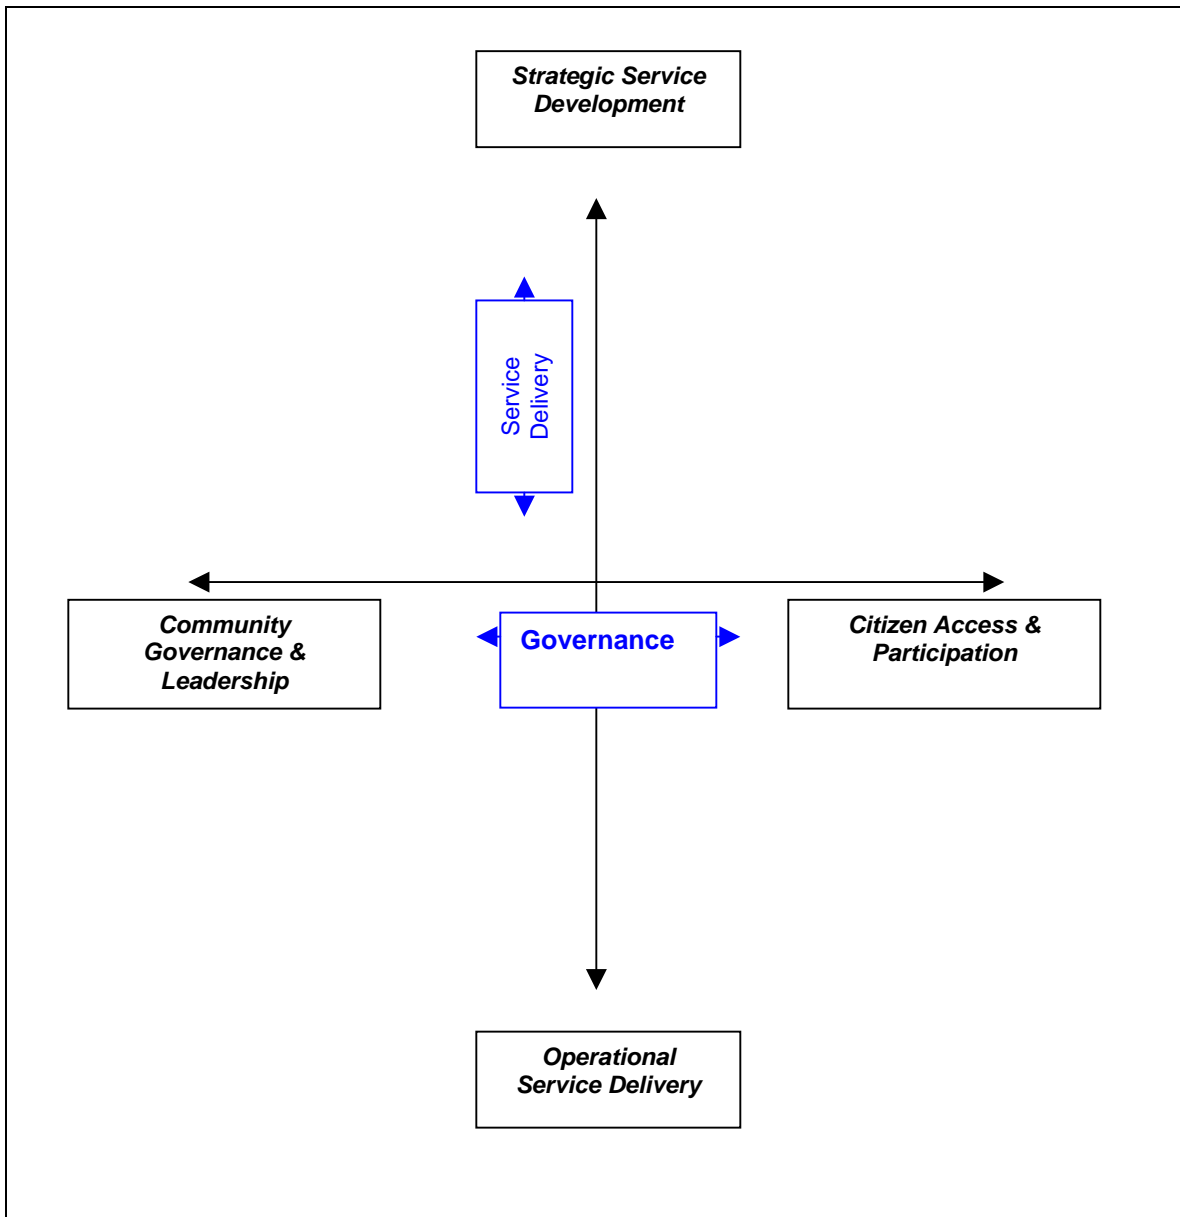 Strategic Service
Development
Service
Delivery
Community
Governance &
Leadership
Governance
Citizen Access &
Participation
Operational
Service Delivery